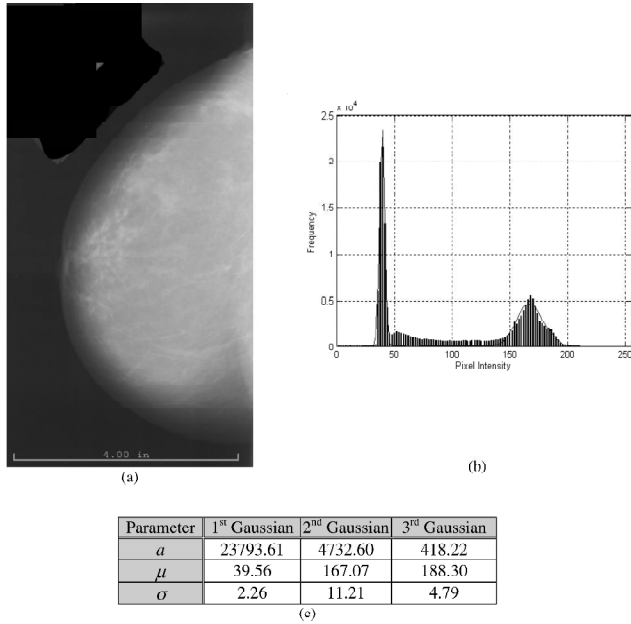 4.00 in
(a)
x 10^4
2.5
2
1.5
1
0.5
0
Frequency
0 50 100 150 200 250
Pixel Intensity
(b)
Parameter 1st Gaussian 2nd Gaussian 3rd Gaussian
a 23793.61 4732.60 418.22
μ 39.56 167.07 188.30
σ 2.26 11.21 4.79
(c)